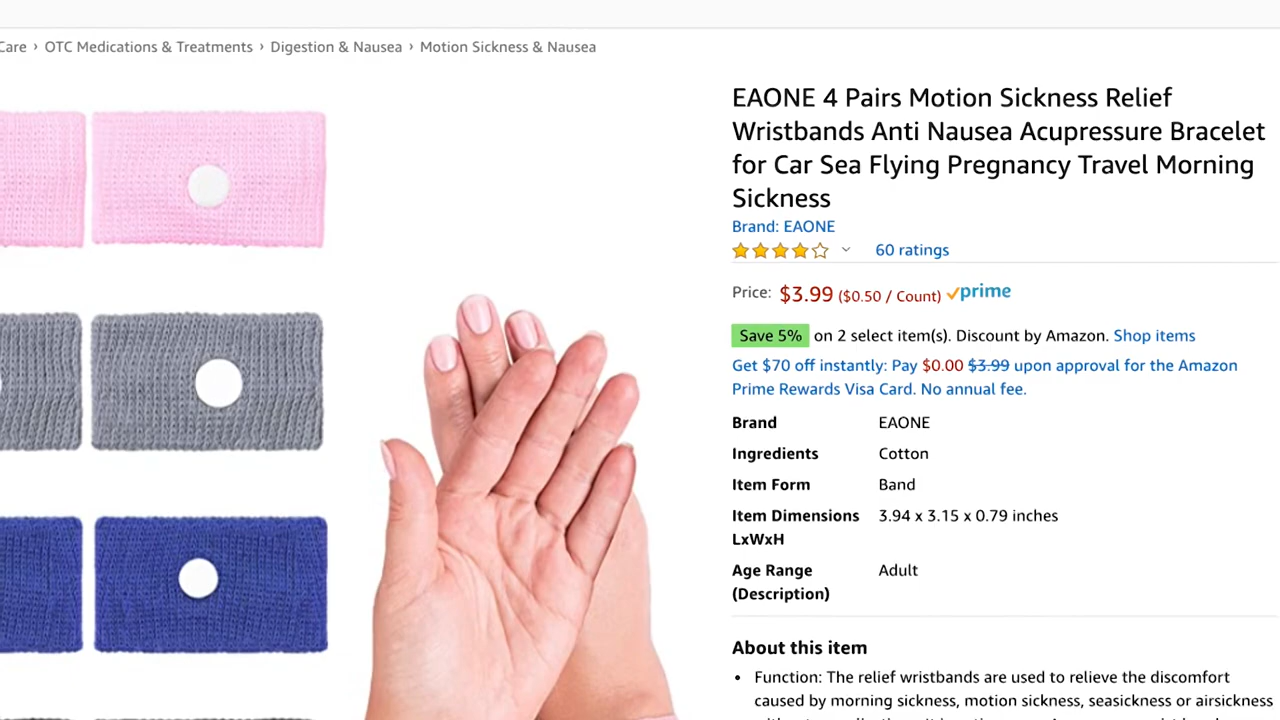 Care › OTC Medications & Treatments › Digestion & Nausea › Motion Sickness & Nausea
EAONE 4 Pairs Motion Sickness Relief
Wristbands Anti Nausea Acupressure Bracelet
for Car Sea Flying Pregnancy Travel Morning
Sickness
Brand: EAONE
60 ratings
Price: $3.99 ($0.50 / Count) prime
Save 5% on 2 select item(s). Discount by Amazon. Shop items
Get $70 off instantly: Pay $0.00 $3.99 upon approval for the Amazon
Prime Rewards Visa Card. No annual fee.
Brand EAONE
Ingredients Cotton
Item Form Band
Item Dimensions 3.94 x 3.15 x 0.79 inches
LxWxH
Age Range Adult
(Description)
About this item
• Function: The relief wristbands are used to relieve the discomfort
caused by morning sickness, motion sickness, seasickness or airsickness